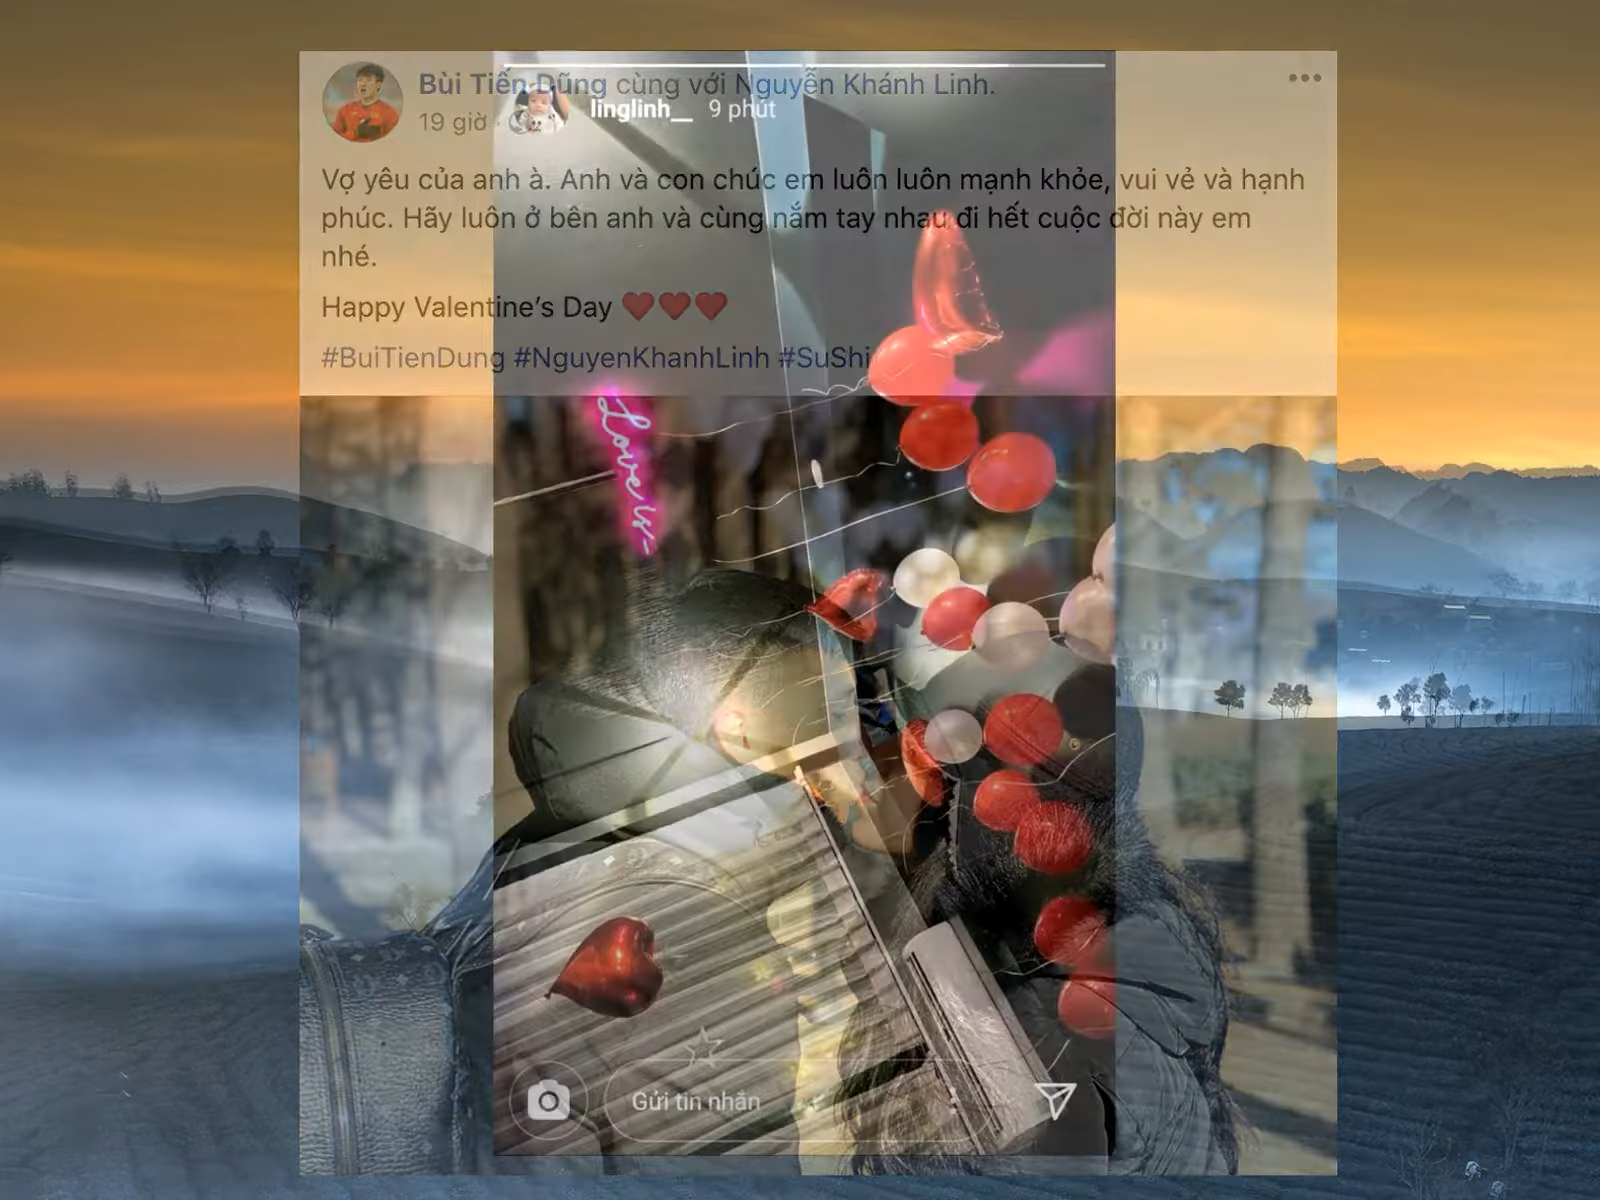 Bùi Tiến Dũng cùng với Nguyễn Khánh Linh.
19 giờ
linglinh__ 9 phút
Vợ yêu của anh à. Anh và con chúc em luôn luôn mạnh khỏe, vui vẻ và hạnh
phúc. Hãy luôn ở bên anh và cùng nắm tay nhau đi hết cuộc đời này em
nhé.
Happy Valentine’s Day ❤️❤️❤️
#BuiTienDung #NguyenKhanhLinh #SuShi
Love is
Gửi tin nhắn